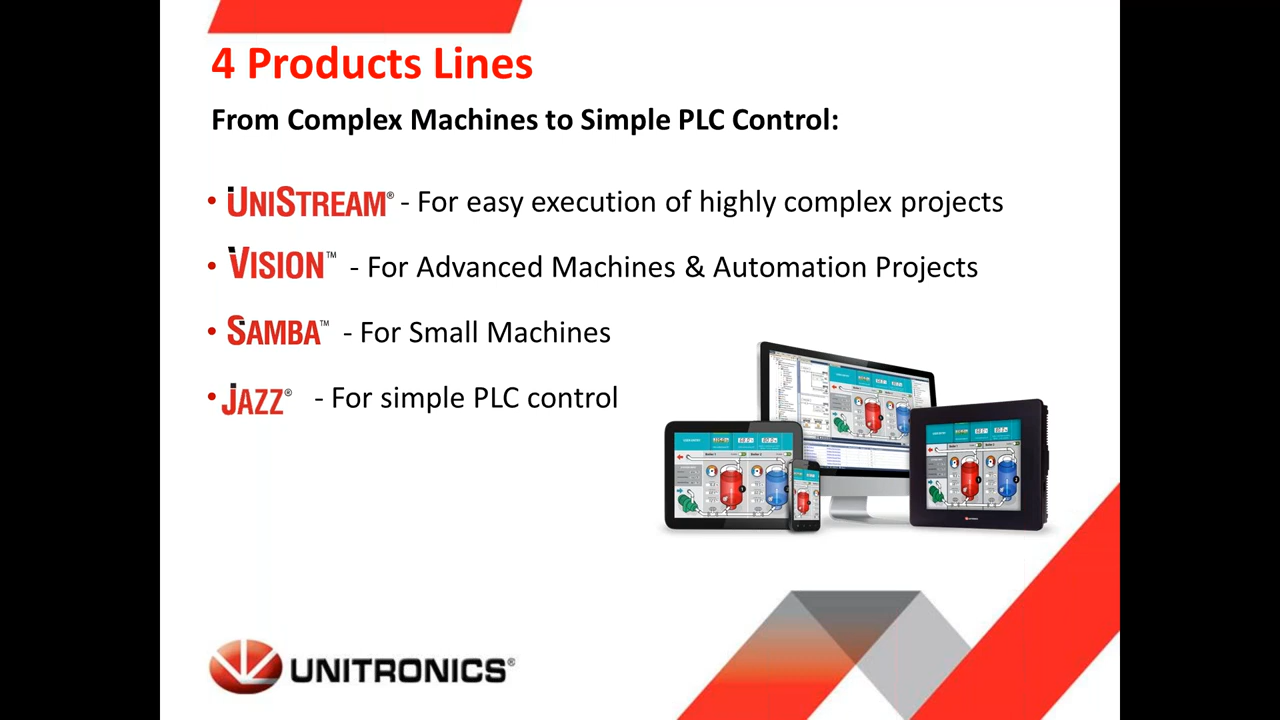 4 Products Lines
From Complex Machines to Simple PLC Control:
• UNISTREAM® - For easy execution of highly complex projects
• VISION™ - For Advanced Machines & Automation Projects
• SAMBA™ - For Small Machines
• JAZZ® - For simple PLC control
UNITRONICS®